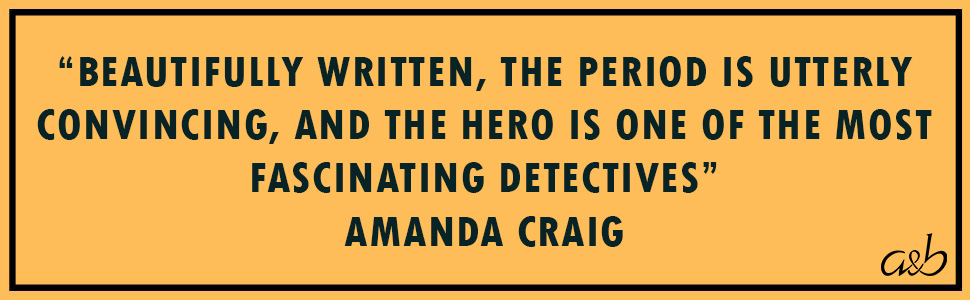 “BEAUTIFULLY WRITTEN, THE PERIOD IS UTTERLY
CONVINCING, AND THE HERO IS ONE OF THE MOST
FASCINATING DETECTIVES”
AMANDA CRAIG
a&b